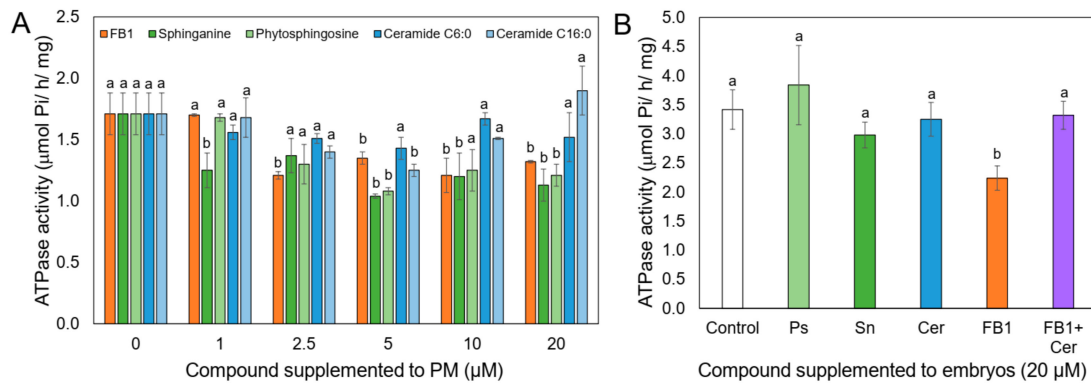 A
2.5
2.0
1.5
1.0
0.5
0.0
ATPase activity (µmol Pi/ h/ mg)
FB1 Sphinganine Phytosphingosine Ceramide C6:0 Ceramide C16:0
a a a a a
a b a a a
b a a a a
b b b a b
b b a a a
b b b a a
0 1 2.5 5 10 20
Compound supplemented to PM (µM)
B
5.0
4.5
4.0
3.5
3.0
2.5
2.0
1.5
1.0
0.5
0.0
ATPase activity (µmol Pi/ h/ mg)
a a a a b a
Control Ps Sn Cer FB1 FB1+
Cer
Compound supplemented to embryos (20 µM)